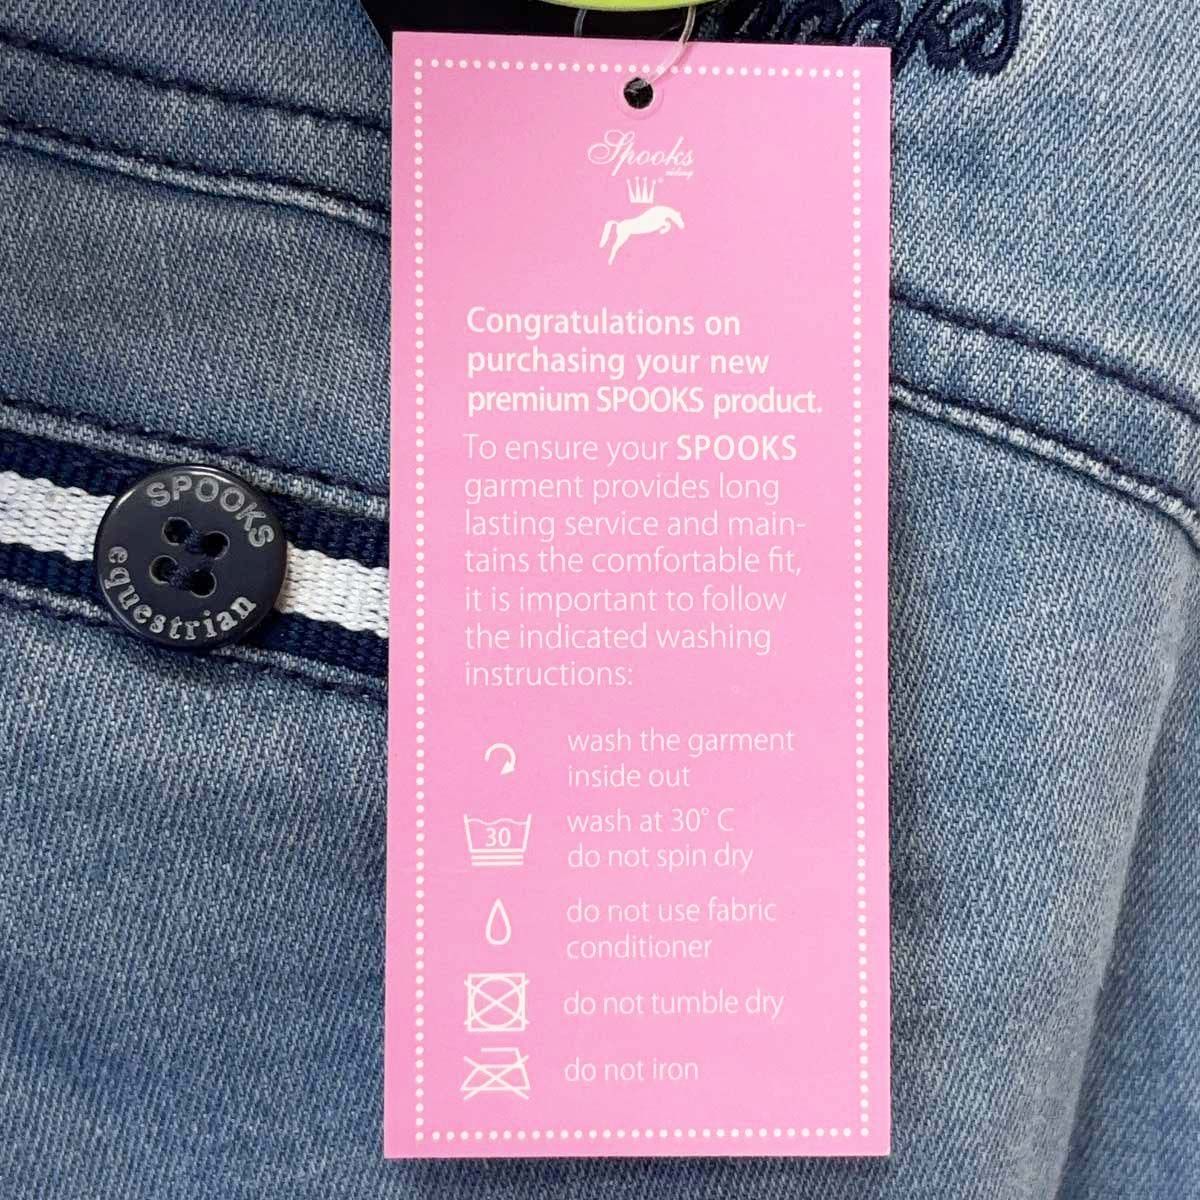 ooks
Spooks
riding
Congratulations on
purchasing your new
premium SPOOKS product.
To ensure your SPOOKS
garment provides long
lasting service and main-
tains the comfortable fit,
it is important to follow
the indicated washing
instructions:
wash the garment
inside out
30
wash at 30° C
do not spin dry
do not use fabric
conditioner
do not tumble dry
do not iron
SPOOKS
equestrian